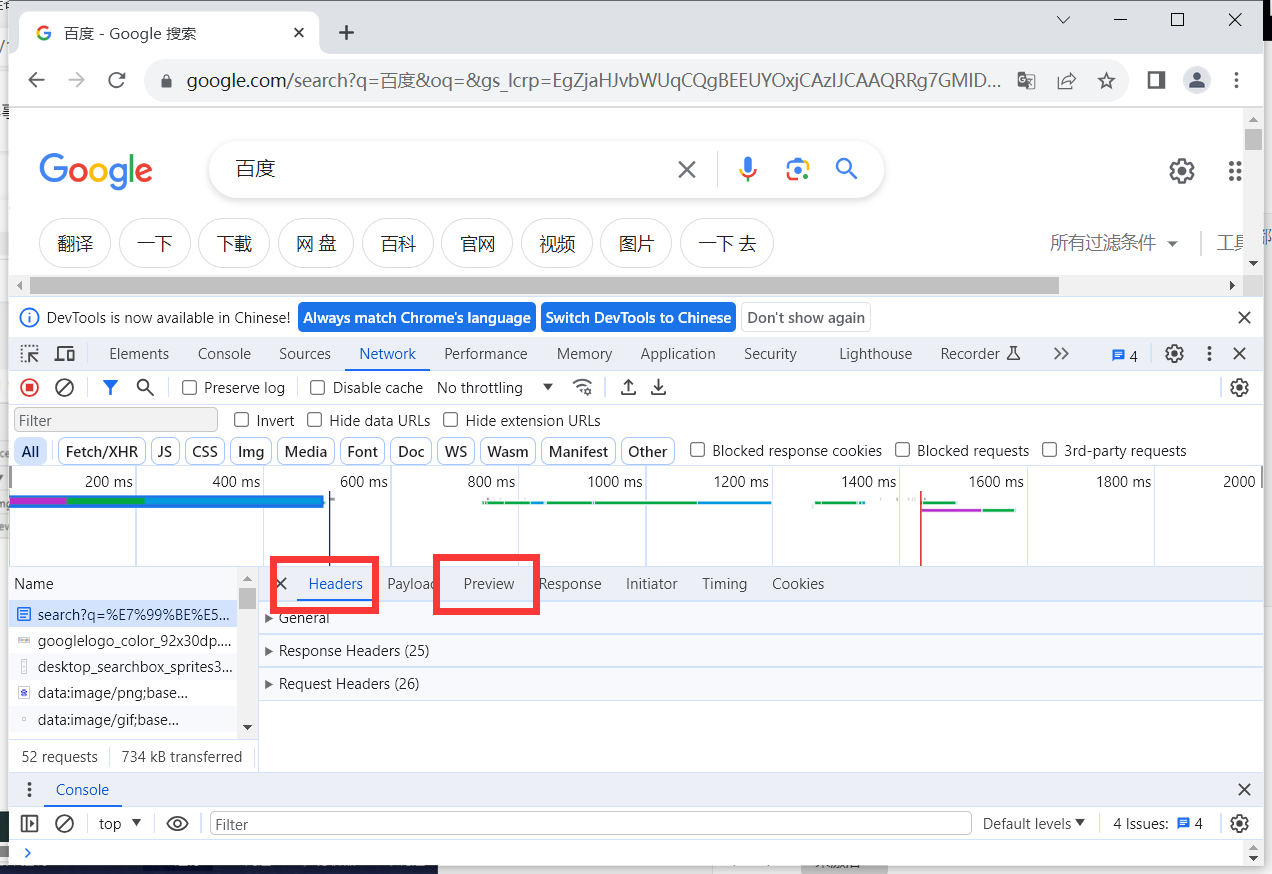 百度 - Google 搜索
google.com/search?q=百度&oq=&gs_lcrp=EgZjaHJvbWUqCQgBEEUYOxjCAzIJCAAQRRg7GMID...
Google 百度
翻译 一下 下載 网 盘 百科 官网 视频 图片 一下 去 所有过滤条件 工具
DevTools is now available in Chinese! Always match Chrome's language Switch DevTools to Chinese Don't show again
Elements Console Sources Network Performance Memory Application Security Lighthouse Recorder 4
Preserve log Disable cache No throttling
Filter Invert Hide data URLs Hide extension URLs
All Fetch/XHR JS CSS Img Media Font Doc WS Wasm Manifest Other Blocked response cookies Blocked requests 3rd-party requests
200 ms 400 ms 600 ms 800 ms 1000 ms 1200 ms 1400 ms 1600 ms 1800 ms 2000
Name Headers Payload Preview Response Initiator Timing Cookies
search?q=%E7%99%BE%E5... General
googlelogo_color_92x30dp....
desktop_searchbox_sprites3... Response Headers (25)
data:image/png;base... Request Headers (26)
data:image/gif;base...
52 requests 734 kB transferred
Console
top Filter Default levels 4 Issues: 4